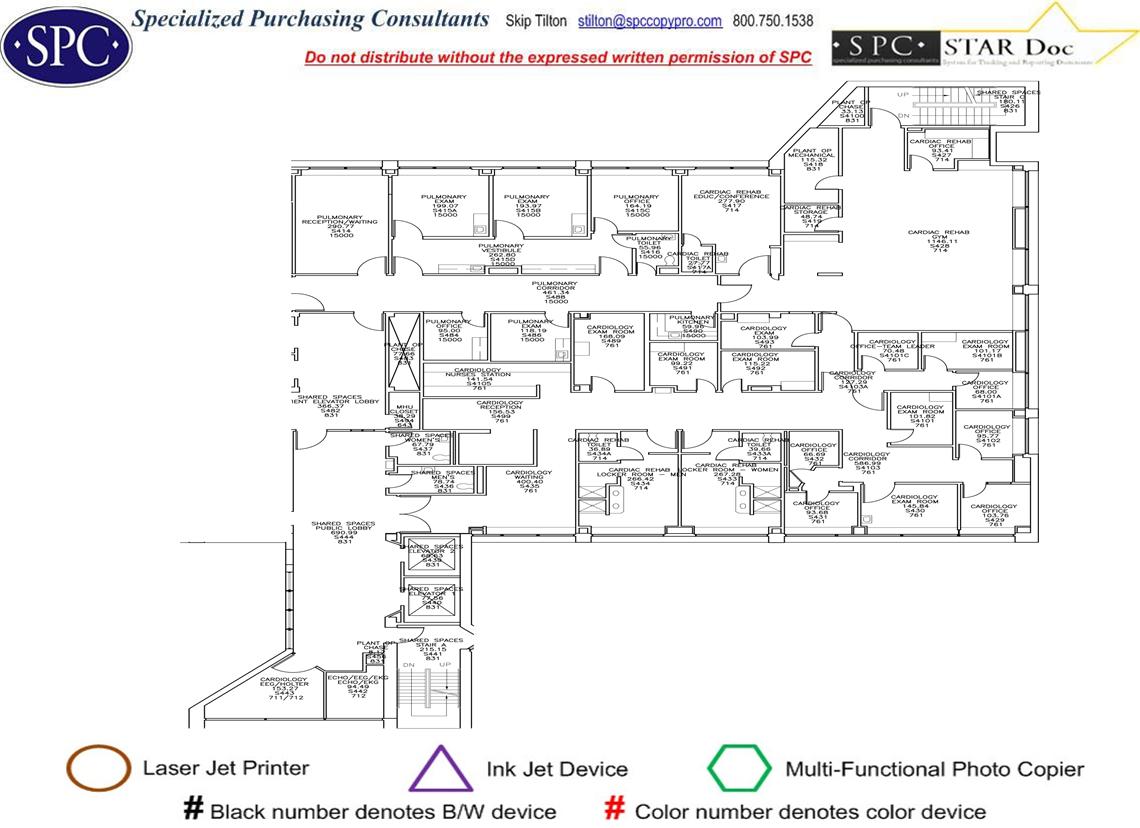 Specialized Purchasing Consultants Skip Tilton stilton@spccopypro.com 800.750.1538
·SPC·
Do not distribute without the expressed written permission of SPC
·SPC· STAR Doc
specialized purchasing consultants System for Tracking and Reporting Documents
PLANT OP
CHASE
33.13
S4100
831
UP
DN
SHARED SPACES
STAIR C
180.11
S426
831
CARDIAC REHAB
OFFICE
93.41
S427
714
PLANT OP
MECHANICAL
115.32
S418
831
PULMONARY
RECEPTION/WAITING
290.77
S414
15000
PULMONARY
EXAM
199.07
S415A
15000
PULMONARY
EXAM
193.97
S415B
15000
PULMONARY
OFFICE
164.19
S415C
15000
CARDIAC REHAB
EDUC/CONFERENCE
277.90
S417
714
CARDIAC REHAB
STORAGE
48.74
S419
714
CARDIAC REHAB
GYM
1146.11
S428
714
PULMONARY
VESTIBULE
262.80
S415D
15000
PULMONARY
TOILET
55.96
S416
15000
CARDIAC REHAB
TOILET
27.77
S417A
714
PULMONARY
CORRIDOR
461.34
S488
15000
PLANT OP
CHASE
77.66
S483
831
PULMONARY
OFFICE
95.00
S484
15000
PULMONARY
EXAM
118.19
S486
15000
CARDIOLOGY
EXAM ROOM
168.09
S489
761
PULMONARY
KITCHEN
59.96
S490
15000
CARDIOLOGY
EXAM
103.99
S493
761
CARDIOLOGY
EXAM ROOM
99.22
S491
761
CARDIOLOGY
EXAM ROOM
115.22
S492
761
CARDIOLOGY
OFFICE-TEAM LEADER
70.48
S4101C
761
CARDIOLOGY
EXAM ROOM
101.17
S4101B
761
CARDIOLOGY
CORRIDOR
127.29
S4103A
761
CARDIOLOGY
OFFICE
68.00
S4101A
761
CARDIOLOGY
NURSES STATION
141.54
S4105
761
SHARED SPACES
ENT ELEVATOR LOBBY
366.37
S482
831
MHU
CLOSET
38.29
S494
643
CARDIOLOGY
RECEPTION
156.53
S499
761
CARDIOLOGY
EXAM ROOM
101.82
S4101
761
CARDIOLOGY
OFFICE
95.77
S4102
761
SHARED SPACES
WOMEN'S
67.79
S437
831
SHARED SPACES
MEN'S
78.74
S436
831
CARDIOLOGY
WAITING
400.40
S435
761
CARDIAC REHAB
TOILET
36.89
S434A
714
CARDIAC REHAB
LOCKER ROOM - MEN
266.42
S434
714
CARDIAC REHAB
TOILET
39.66
S433A
714
CARDIAC REHAB
LOCKER ROOM - WOMEN
267.28
S433
714
CARDIOLOGY
OFFICE
66.69
S432
761
CARDIOLOGY
CORRIDOR
586.99
S4103
761
CARDIOLOGY
OFFICE
93.68
S431
761
CARDIOLOGY
EXAM ROOM
145.84
S430
761
CARDIOLOGY
OFFICE
103.76
S429
761
SHARED SPACES
PUBLIC LOBBY
690.99
S444
831
SHARED SPACES
ELEVATOR 2
S439
831
SHARED SPACES
ELEVATOR 1
77.56
S440
831
PLANT OP
CHASE
831
SHARED SPACES
STAIR A
215.15
S441
831
DN UP
CARDIOLOGY
EEG/HOLTER
153.27
S443
711/712
ECHO/EEG/EKG
ECHO/EKG
94.49
S442
712
Laser Jet Printer
Ink Jet Device
Multi-Functional Photo Copier
# Black number denotes B/W device
# Color number denotes color device